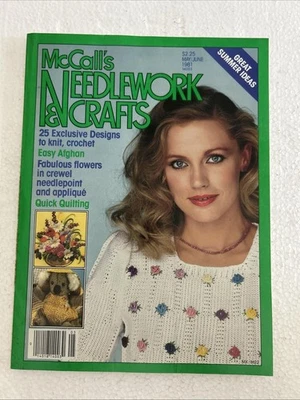 McCall's
NEEDLEWORK
& CRAFTS
$2.25
MAY/JUNE
1981
GREAT
SUMMER IDEAS
25 Exclusive Designs
to knit, crochet
Easy Afghan
Fabulous flowers
in crewel
needlepoint
and appliqué
Quick Quilting